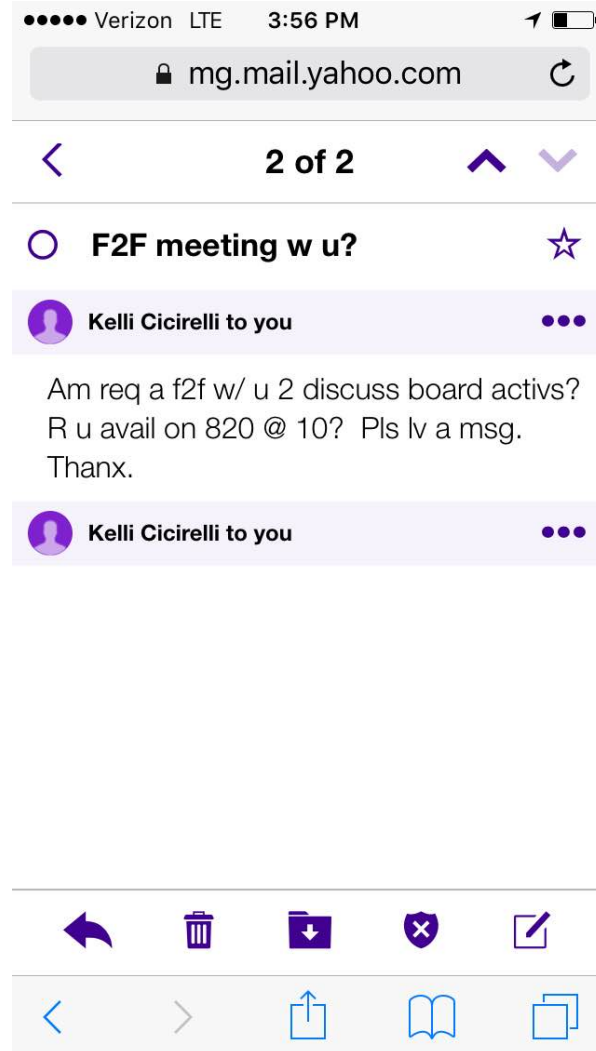 Verizon LTE 3:56 PM
mg.mail.yahoo.com
2 of 2
F2F meeting w u?
Kelli Cicirelli to you
Am req a f2f w/ u 2 discuss board activs?
R u avail on 820 @ 10?  Pls lv a msg.
Thanx.
Kelli Cicirelli to you